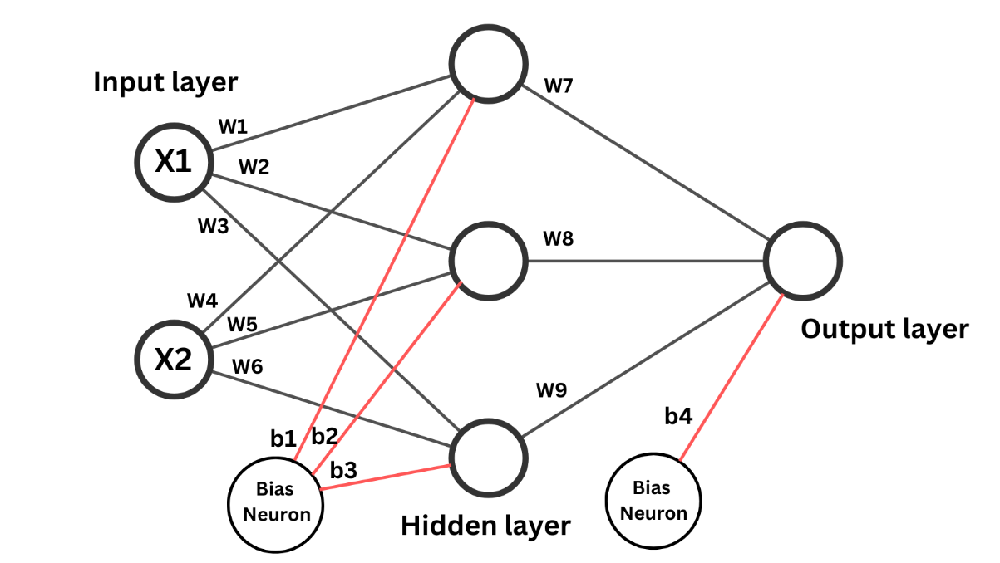 Input layer
W1
W2
W3
W4
W5
W6
X1
X2
b1
b2
b3
Bias
Neuron
Hidden layer
W7
W8
W9
b4
Bias
Neuron
Output layer